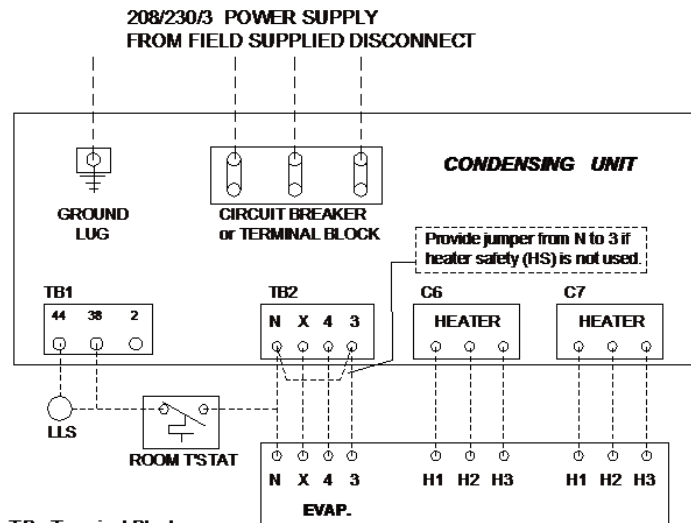 208/230/3 POWER SUPPLY
FROM FIELD SUPPLIED DISCONNECT
CONDENSING UNIT
GROUND
LUG
CIRCUIT BREAKER
or TERMINAL BLOCK
Provide jumper from N to 3 if
heater safety (HS) is not used.
TB1
44 38 2
TB2
N X 4 3
C6
HEATER
C7
HEATER
LLS
ROOM T'STAT
N X 4 3
H1 H2 H3
H1 H2 H3
EVAP.